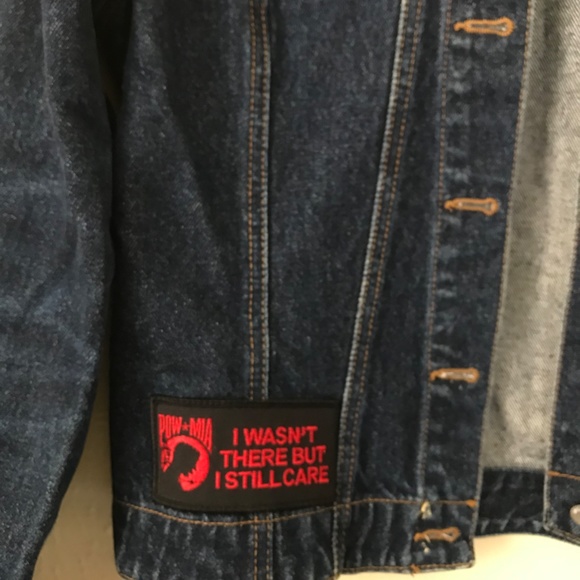 POW★MIA
I WASN'T
THERE BUT
I STILL CARE